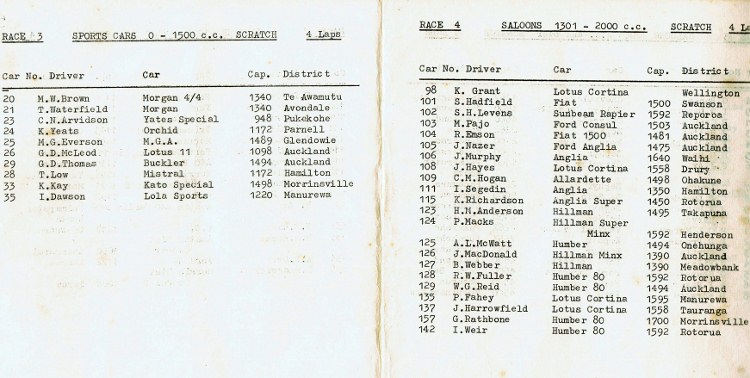 RACE 3 SPORTS CARS 0 - 1500 c.c. SCRATCH 4 Laps
Car No. Driver Car Cap. District
20 M.W.Brown Morgan 4/4 1340 Te Awamutu
21 T.Waterfield Morgan 1340 Avondale
23 C.N.Arvidson Yates Special 948 Pukekohe
24 K.Yeats Orchid 1172 Parnell
25 M.G.Everson M.G.A. 1489 Glendowie
26 G.D.McLeod Lotus 11 1098 Auckland
29 G.D.Thomas Buckler 1494 Auckland
28 T.Low Mistral 1172 Hamilton
33 K.Kay Kato Special 1498 Morrinsville
35 I.Dawson Lola Sports 1220 Manurewa
RACE 4 SALOONS 1301 - 2000 c.c. SCRATCH 4 La
Car No. Driver Car Cap. District
98 K. Grant Lotus Cortina Wellington
101 S.Hadfield Fiat 1500 Swanson
102 S.H.Levens Sunbeam Rapier 1592 Reporoa
103 M.Pajo Ford Consul 1503 Auckland
104 R.Emson Fiat 1500 1481 Auckland
105 J.Nazer Ford Anglia 1475 Auckland
106 J.Murphy Anglia 1640 Waihi
108 J.Hayes Lotus Cortina 1558 Drury
109 C.M.Hogan Allardette 1498 Ohakune
111 I.Segedin Anglia 1350 Hamilton
115 K.Richardson Anglia Super 1450 Rotorua
123 H.M.Anderson Hillman 1495 Takapuna
124 P.Macks Hillman Super
Minx 1592 Henderson
125 A.L.McWatt Humber 1494 Onehunga
126 J.MacDonald Hillman Minx 1390 Auckland
127 B.Webber Hillman 1390 Meadowbank
128 R.W.Fuller Humber 80 1592 Rotorua
129 W.G.Reid Humber 80 1494 Auckland
135 P.Fahey Lotus Cortina 1595 Manurewa
137 J.Harrowfield Lotus Cortina 1558 Tauranga
157 G.Rathbone Humber 80 1700 Morrinsville
142 I.Weir Humber 80 1592 Rotorua